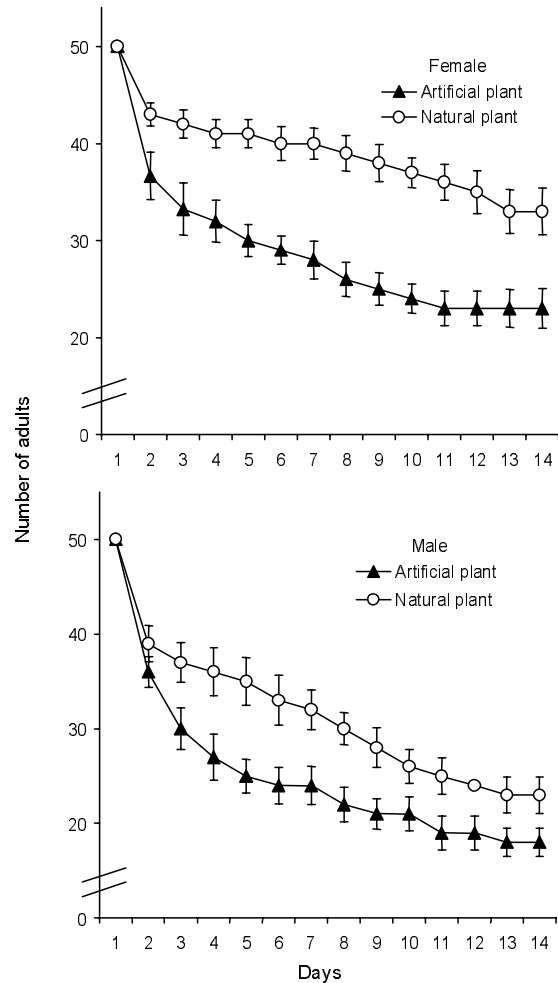 50
40
30
20
0
Female
Artificial plant
Natural plant
1 2 3 4 5 6 7 8 9 10 11 12 13 14
Number of adults
50
40
30
20
0
Male
Artificial plant
Natural plant
1 2 3 4 5 6 7 8 9 10 11 12 13 14
Days